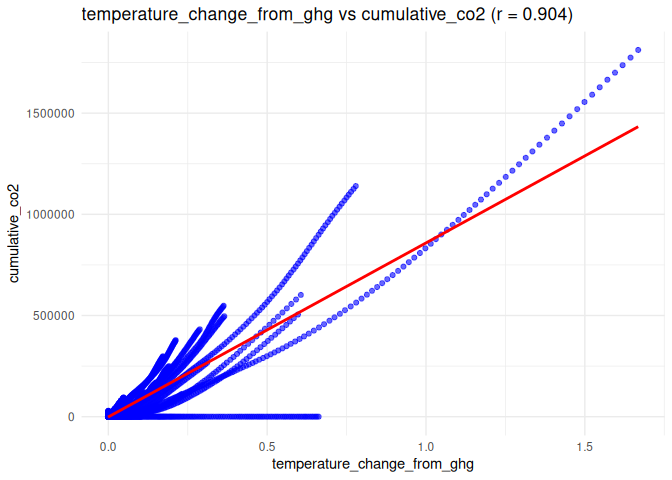 temperature_change_from_ghg vs cumulative_co2 (r = 0.904)
cumulative_co2
1500000
1000000
500000
0
0.0 0.5 1.0 1.5
temperature_change_from_ghg